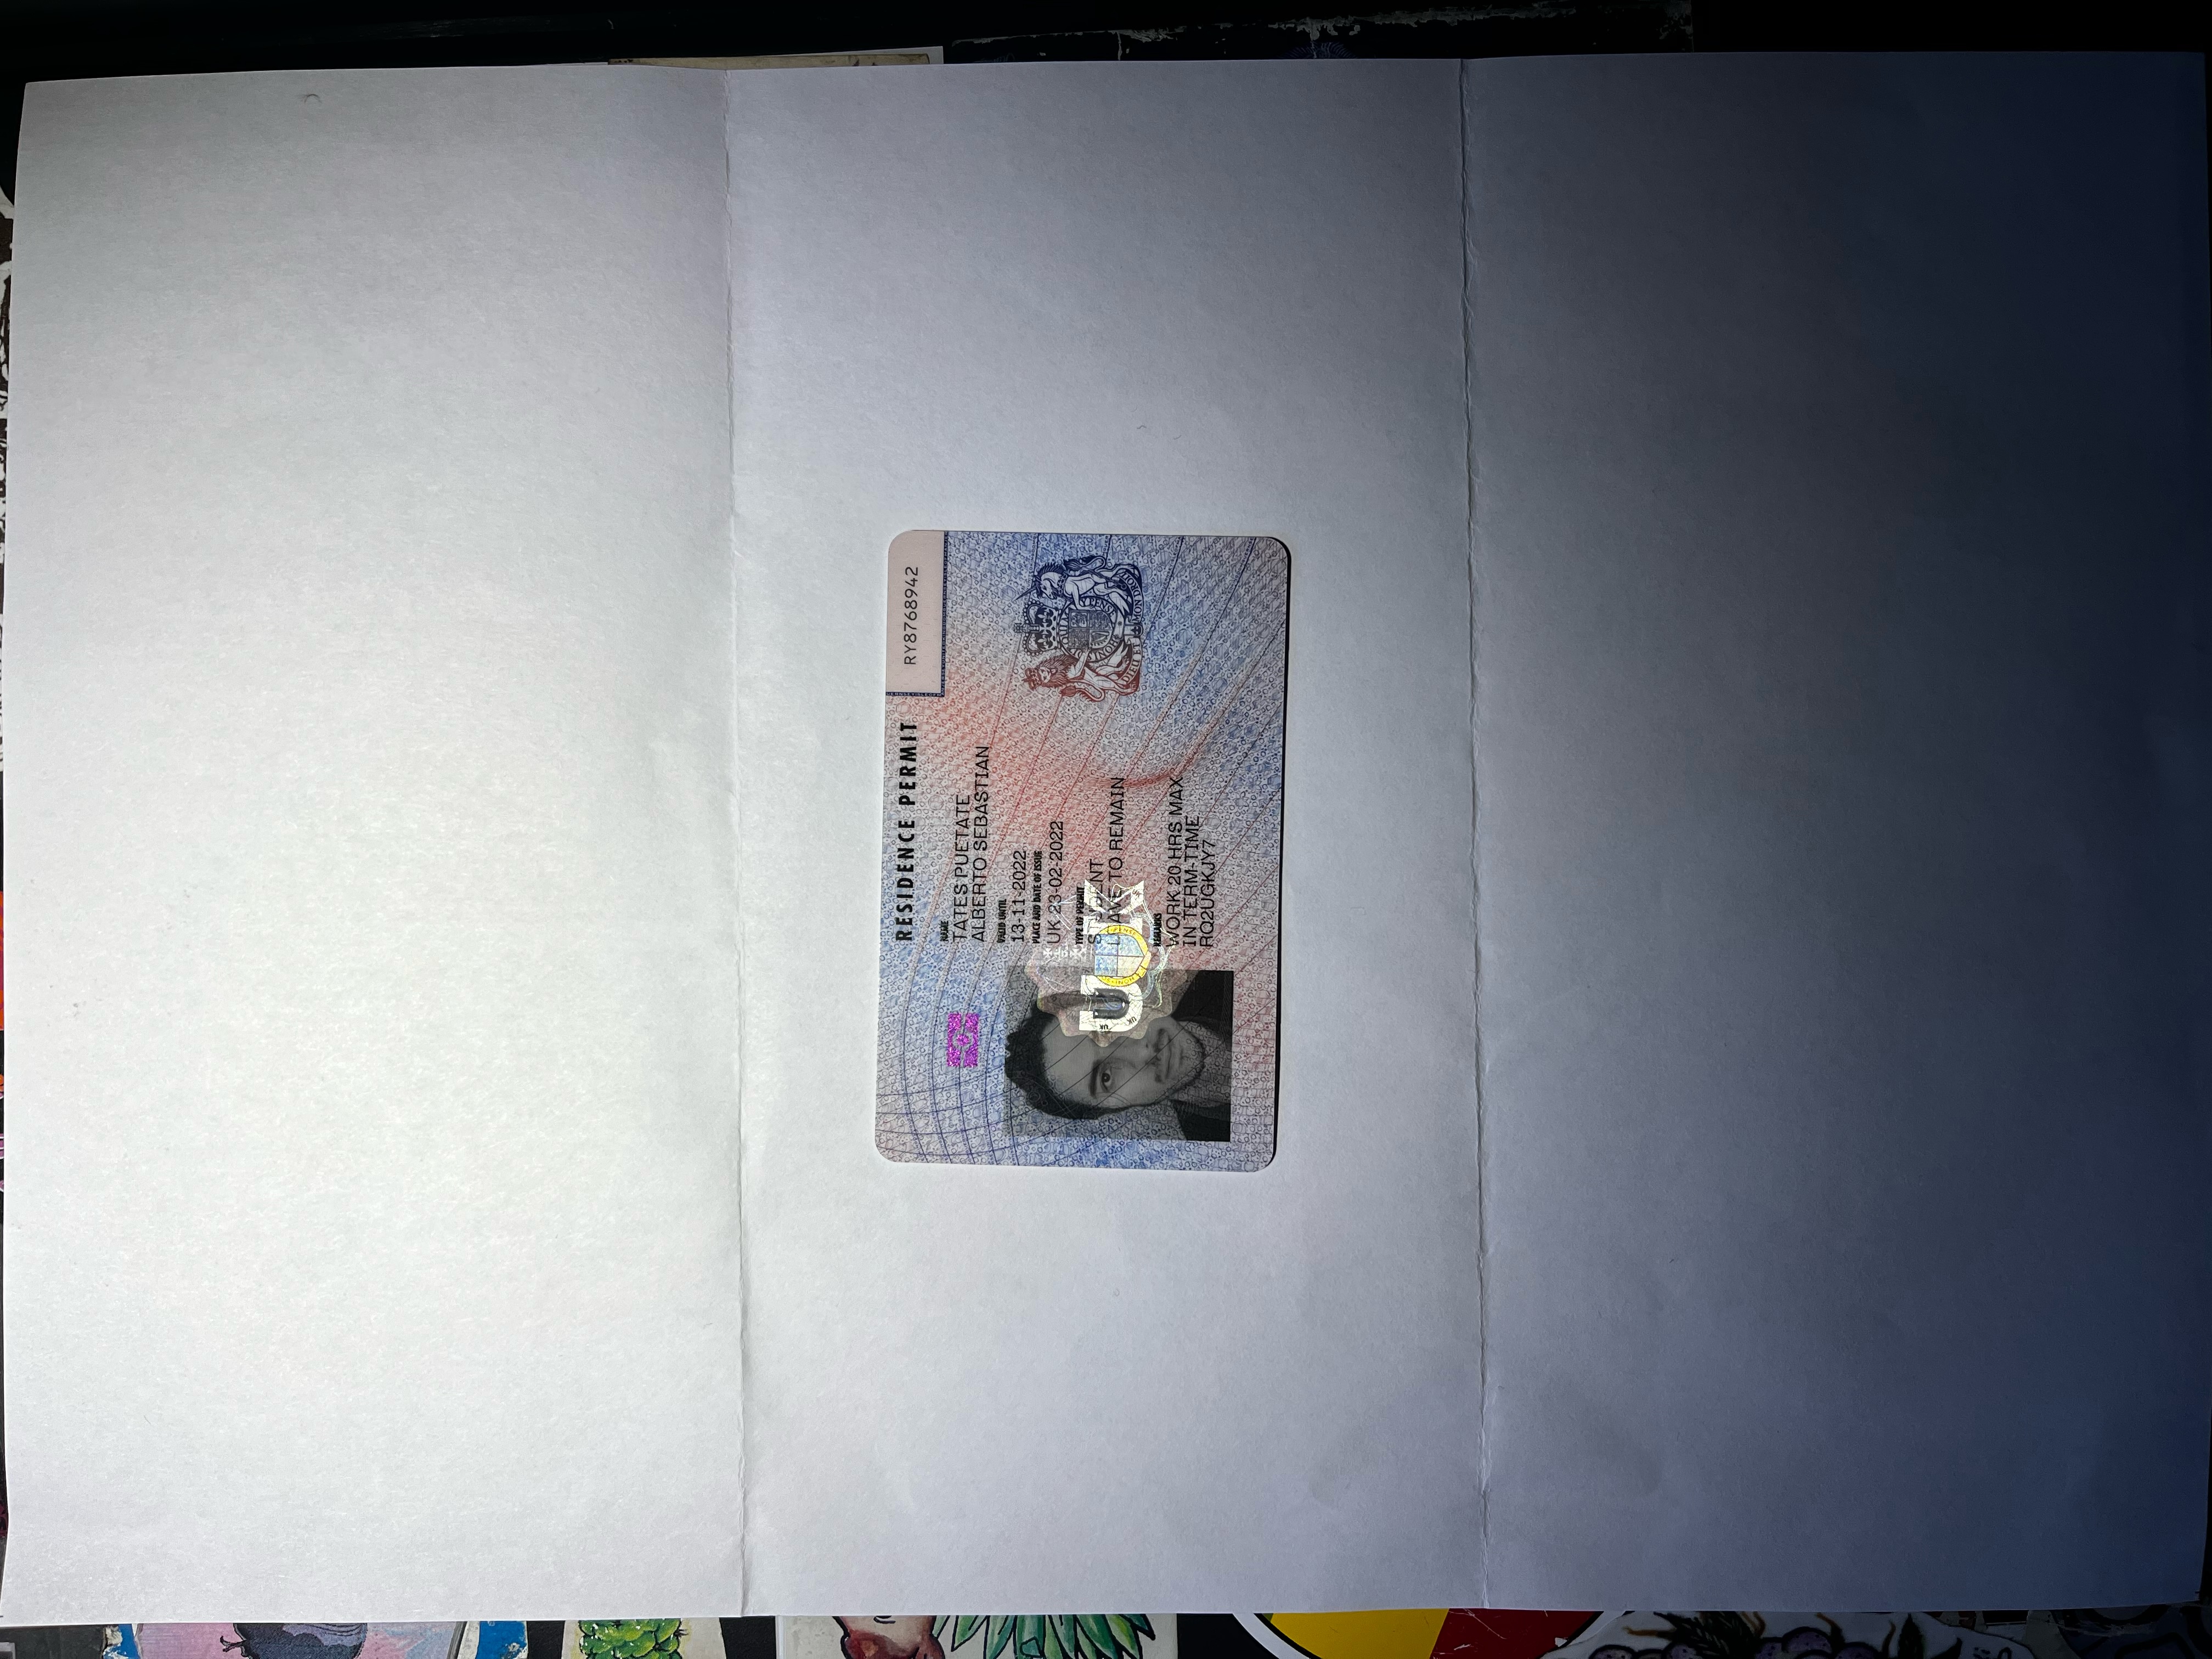 RESIDENCE PERMIT
RY8768942
NAME
TATES PUETATE
ALBERTO SEBASTIAN
VALID UNTIL
13-11-2022
PLACE AND DATE OF ISSUE
UK 23-02-2022
TYPE OF PERMIT
STUDENT
LEAVE TO REMAIN
REMARKS
WORK 20 HRS MAX
IN TERM-TIME
RQ2UGKJY7
UK
DIEU ET MON DROIT